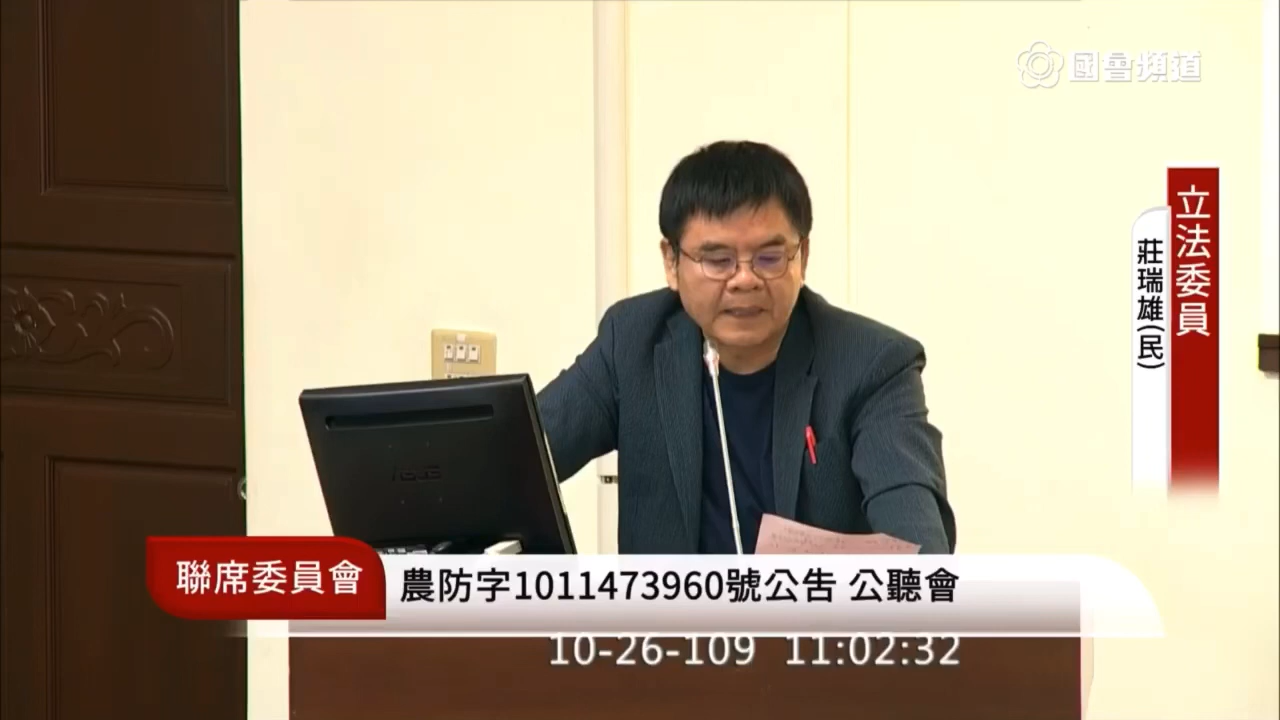 國會頻道
立法委員
莊瑞雄(民)
ASUS
聯席委員會
農防字1011473960號公告 公聽會
10-26-109 11:02:32